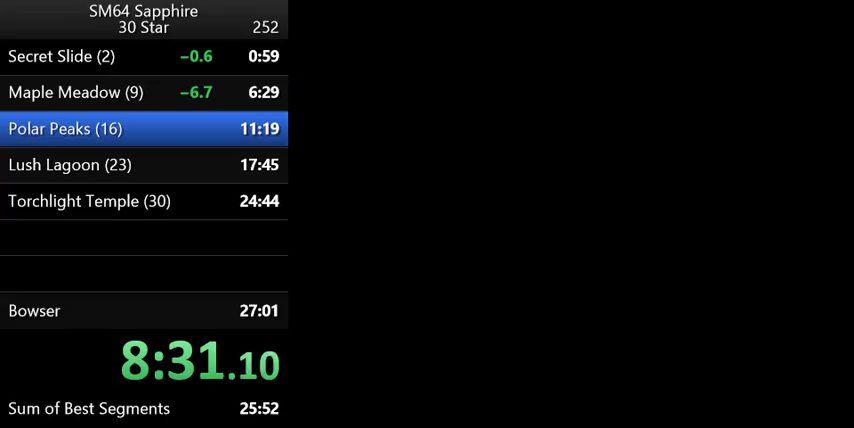 SM64 Sapphire
30 Star 252
Secret Slide (2) −0.6 0:59
Maple Meadow (9) −6.7 6:29
Polar Peaks (16) 11:19
Lush Lagoon (23) 17:45
Torchlight Temple (30) 24:44
Bowser 27:01
8:31.10
Sum of Best Segments 25:52